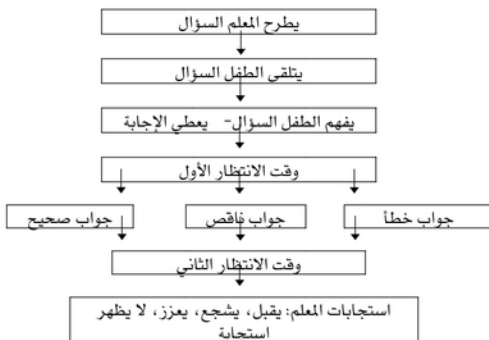 يطرح المعلم السؤال
يتلقى الطفل السؤال
يفهم الطفل السؤال- يعطي الإجابة
وقت الانتظار الأول
جواب خطأ
جواب ناقص
جواب صحيح
وقت الانتظار الثاني
استجابات المعلم: يقبل، يشجع، يعزز، لا يظهر
استجابة